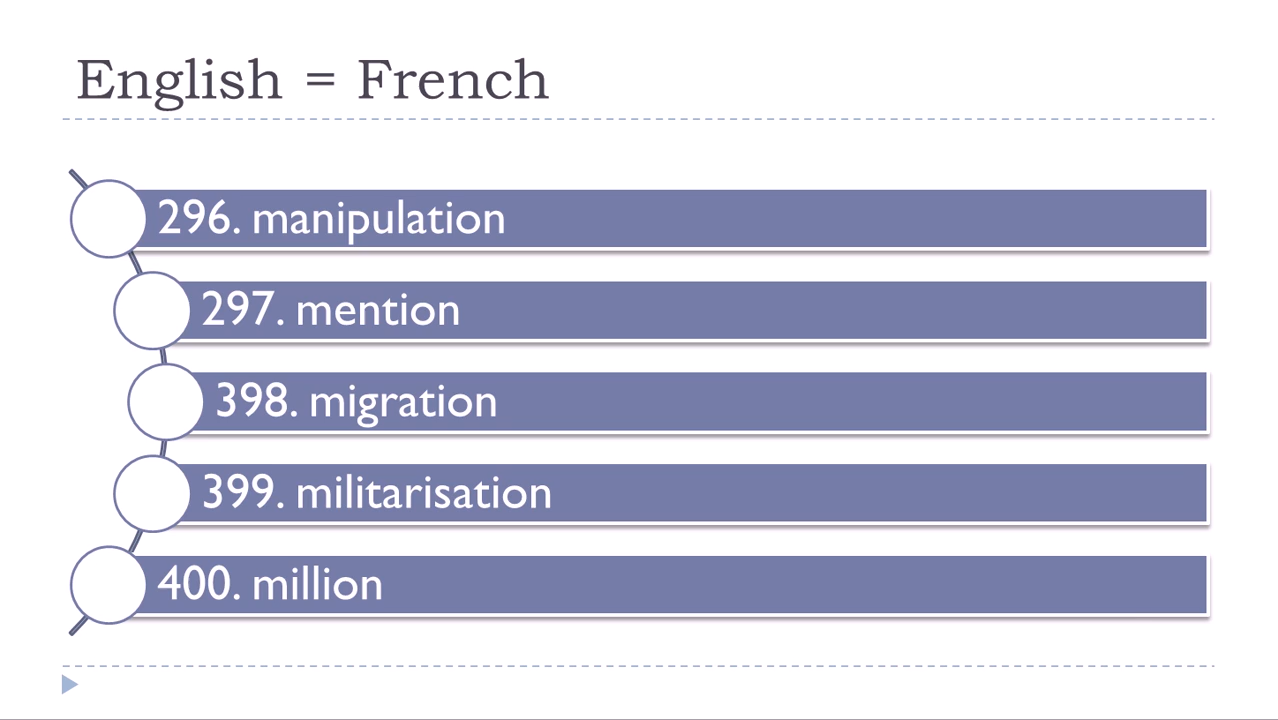 English = French
296. manipulation
297. mention
398. migration
399. militarisation
400. million